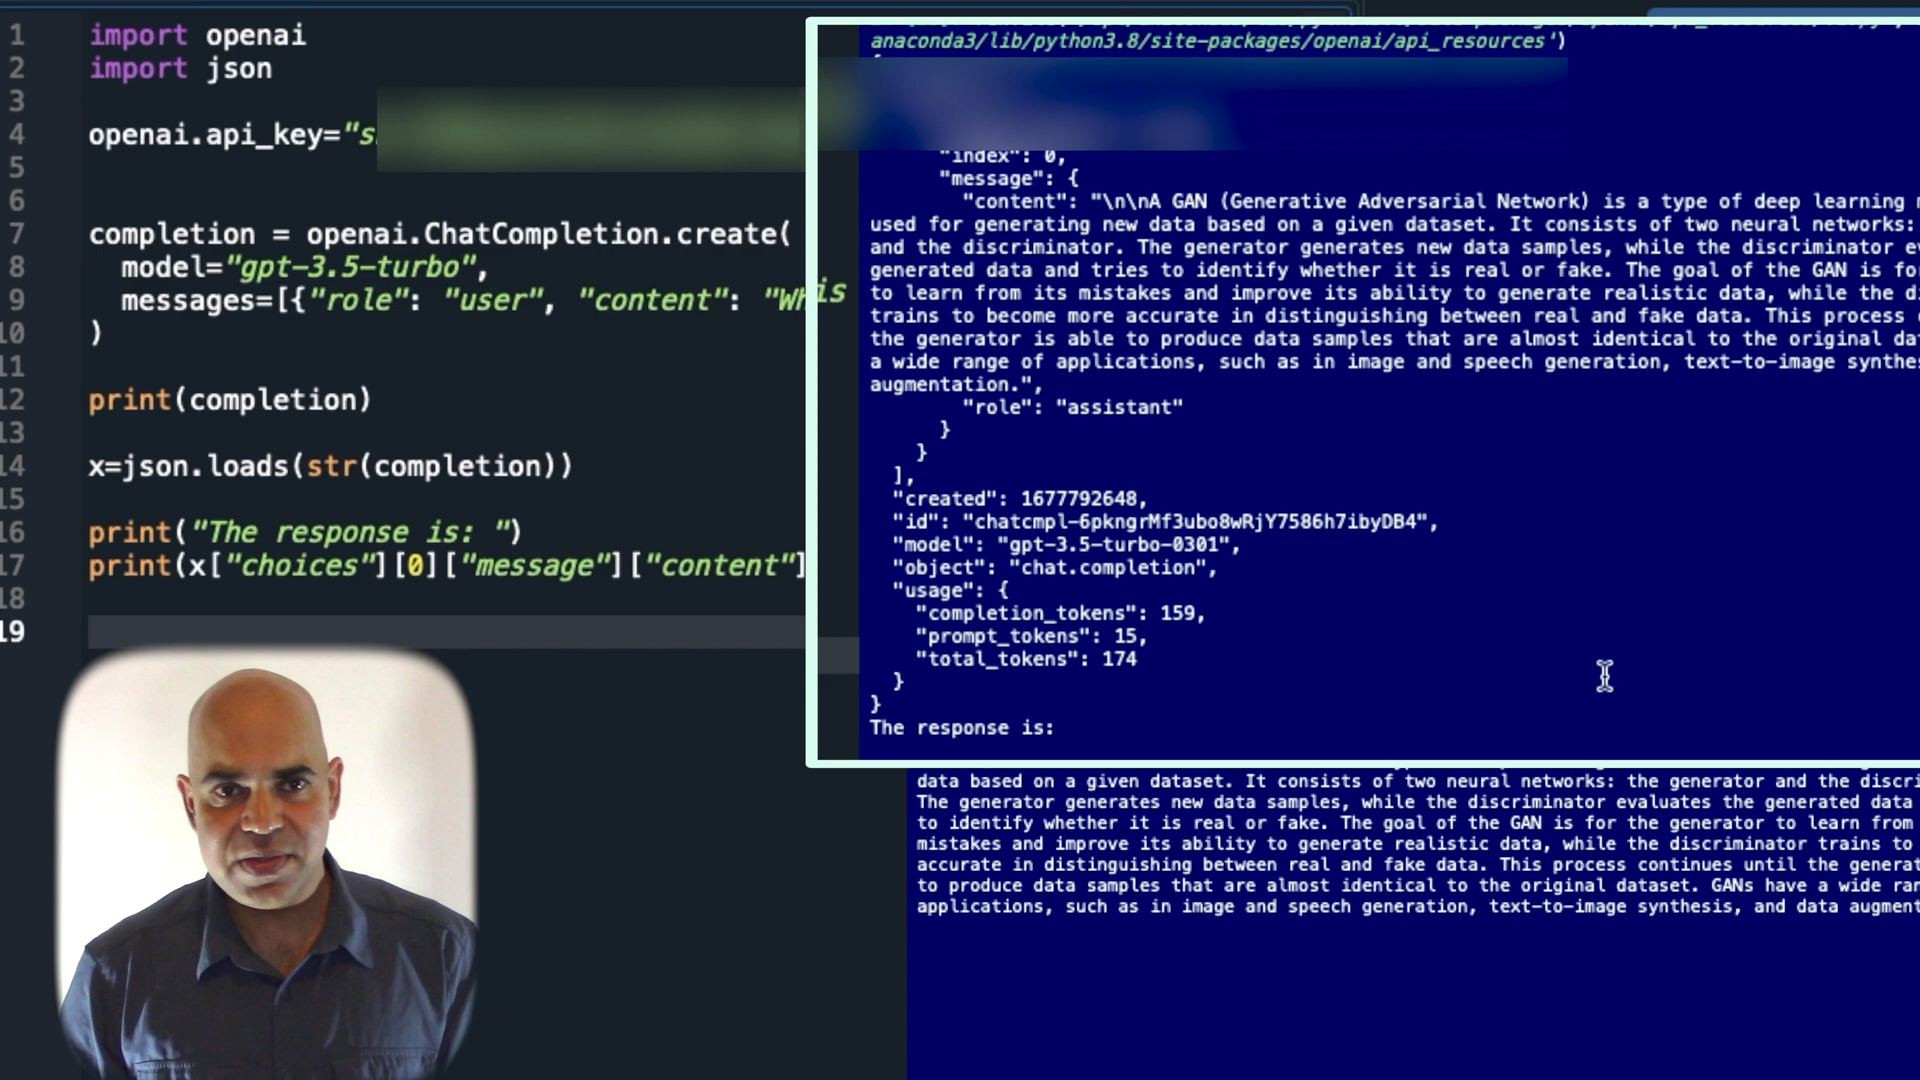 1 import openai
2 import json
3
4 openai.api_key="s
5
6
7 completion = openai.ChatCompletion.create(
8 model="gpt-3.5-turbo",
9 messages=[{"role": "user", "content": "Wh is
10 )
11
12 print(completion)
13
14 x=json.loads(str(completion))
15
16 print("The response is: ")
17 print(x["choices"][0]["message"]["content"]
18
19
anaconda3/lib/python3.8/site-packages/openai/api_resources')
{
"index": 0,
"message": {
"content": "\n\nA GAN (Generative Adversarial Network) is a type of deep learning
used for generating new data based on a given dataset. It consists of two neural networks:
and the discriminator. The generator generates new data samples, while the discriminator ev
generated data and tries to identify whether it is real or fake. The goal of the GAN is for
to learn from its mistakes and improve its ability to generate realistic data, while the di
trains to become more accurate in distinguishing between real and fake data. This process
the generator is able to produce data samples that are almost identical to the original dat
a wide range of applications, such as in image and speech generation, text-to-image synthes
augmentation.",
"role": "assistant"
}
}
],
"created": 1677792648,
"id": "chatcmpl-6pkngrMf3ubo8wRjY7586h7ibyDB4",
"model": "gpt-3.5-turbo-0301",
"object": "chat.completion",
"usage": {
"completion_tokens": 159,
"prompt_tokens": 15,
"total_tokens": 174
}
}
The response is:
data based on a given dataset. It consists of two neural networks: the generator and the discri
The generator generates new data samples, while the discriminator evaluates the generated data
to identify whether it is real or fake. The goal of the GAN is for the generator to learn from
mistakes and improve its ability to generate realistic data, while the discriminator trains to
accurate in distinguishing between real and fake data. This process continues until the generat
to produce data samples that are almost identical to the original dataset. GANs have a wide ran
applications, such as in image and speech generation, text-to-image synthesis, and data augment